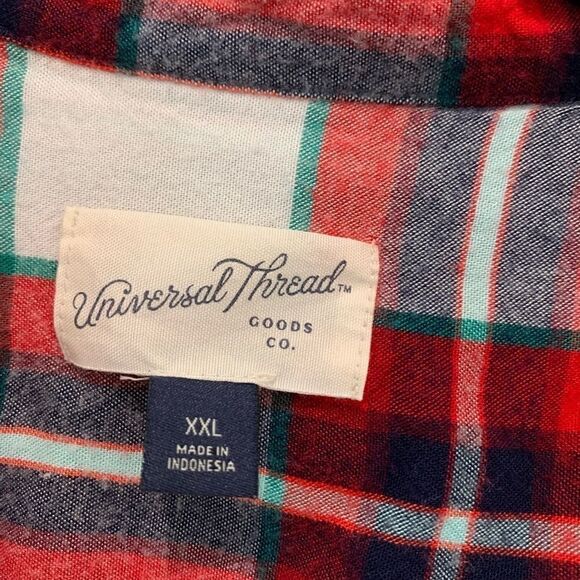 Universal Thread™
GOODS
CO.
XXL
MADE IN
INDONESIA